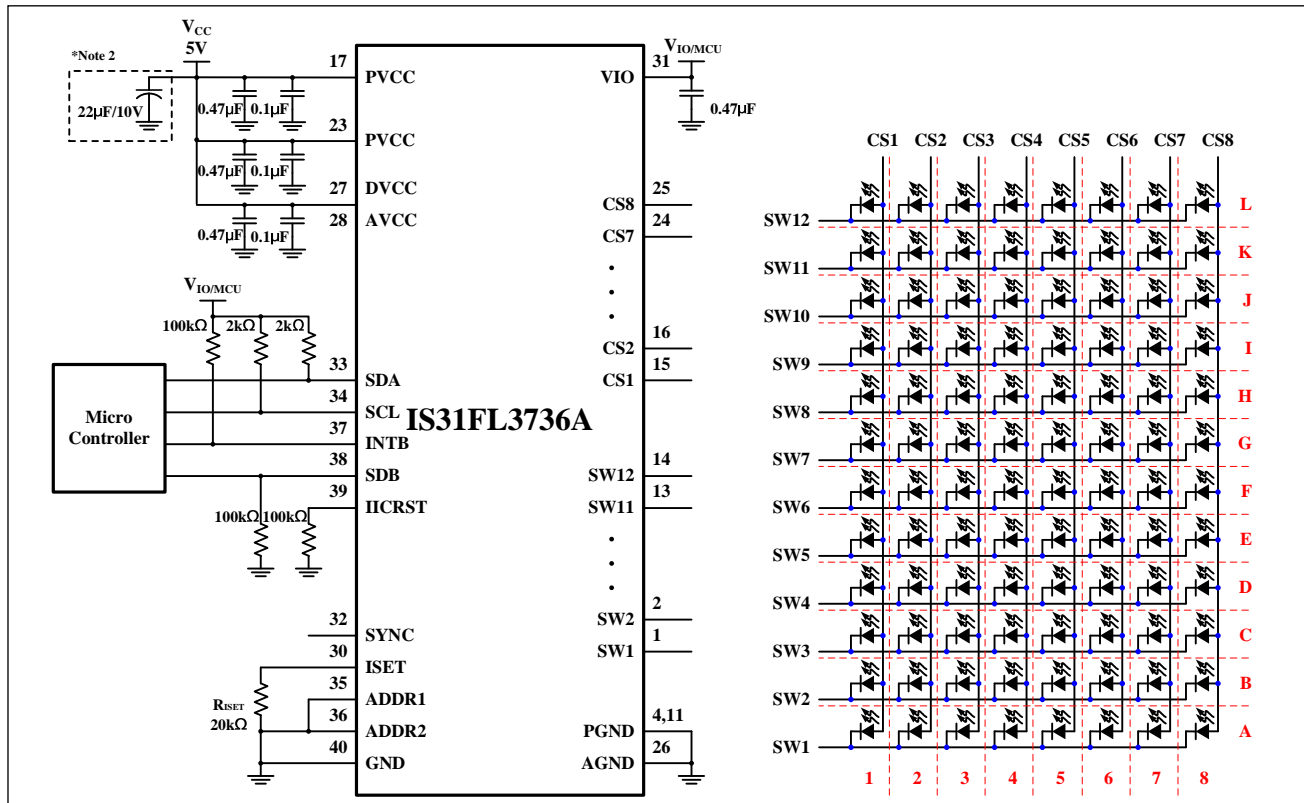 *Note 2
VCC
5V
22μF/10V
0.47μF 0.1μF
0.47μF 0.1μF
0.47μF 0.1μF
17
PVCC
23
PVCC
27
DVCC
28
AVCC
VIO/MCU
100kΩ 2kΩ 2kΩ
Micro
Controller
33
SDA
34
SCL
37
INTB
38
SDB
39
IICRST
100kΩ 100kΩ
32
SYNC
30
ISET
35
ADDR1
36
ADDR2
40
GND
RISET
20kΩ
IS31FL3736A
VIO/MCU
31
VIO
0.47μF
25
CS8
24
CS7
16
CS2
15
CS1
14
SW12
13
SW11
2
SW2
1
SW1
4,11
PGND
26
AGND
CS1 CS2 CS3 CS4 CS5 CS6 CS7 CS8
SW12 L
SW11 K
SW10 J
SW9 I
SW8 H
SW7 G
SW6 F
SW5 E
SW4 D
SW3 C
SW2 B
SW1 A
1 2 3 4 5 6 7 8